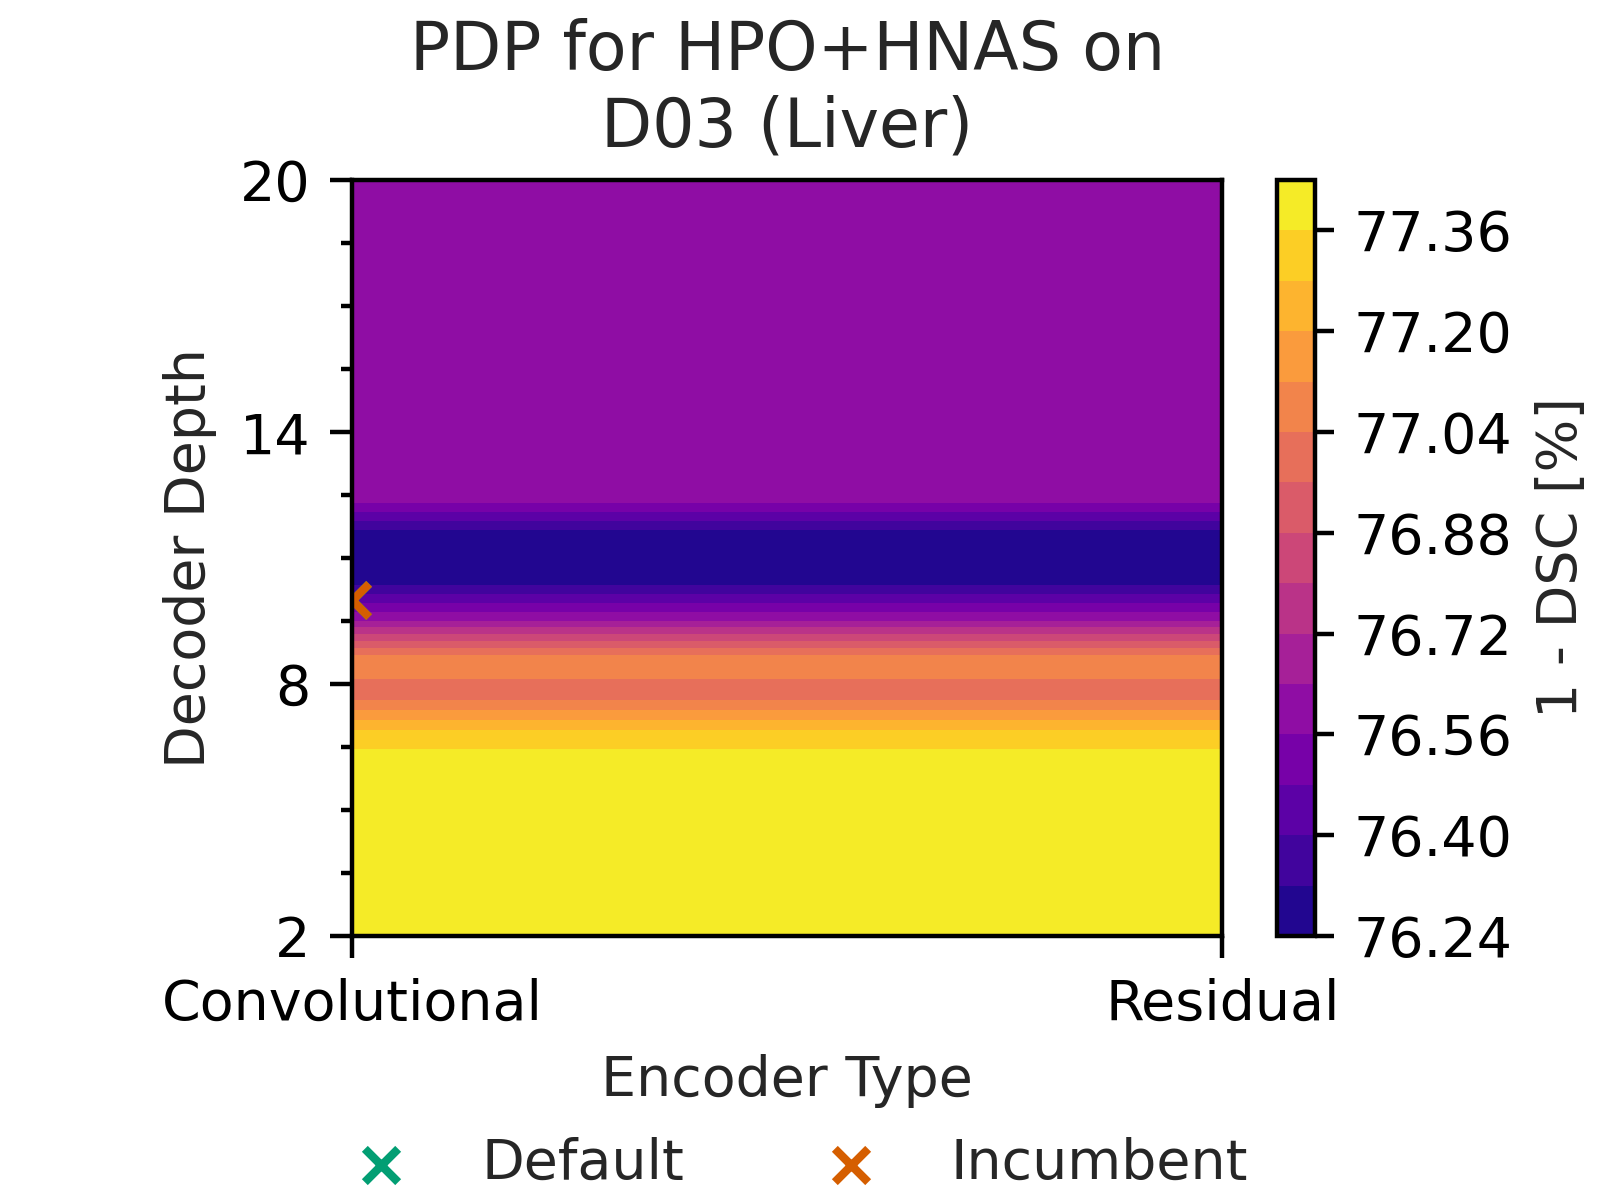 PDP for HPO+HNAS on
D03 (Liver)
20
14
8
2
Decoder Depth
Convolutional
Residual
Encoder Type
77.36
77.20
77.04
76.88
76.72
76.56
76.40
76.24
1 - DSC [%]
Default
Incumbent